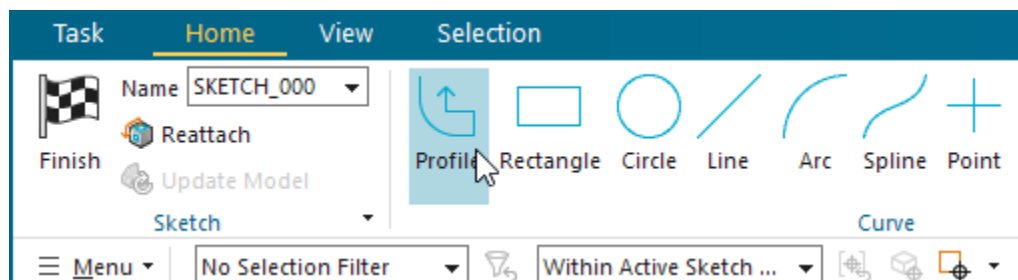 Task Home View Selection
Name SKETCH_000
Reattach
Finish Profile Rectangle Circle Line Arc Spline Point
Update Model
Sketch Curve
Menu No Selection Filter Within Active Sketch ...